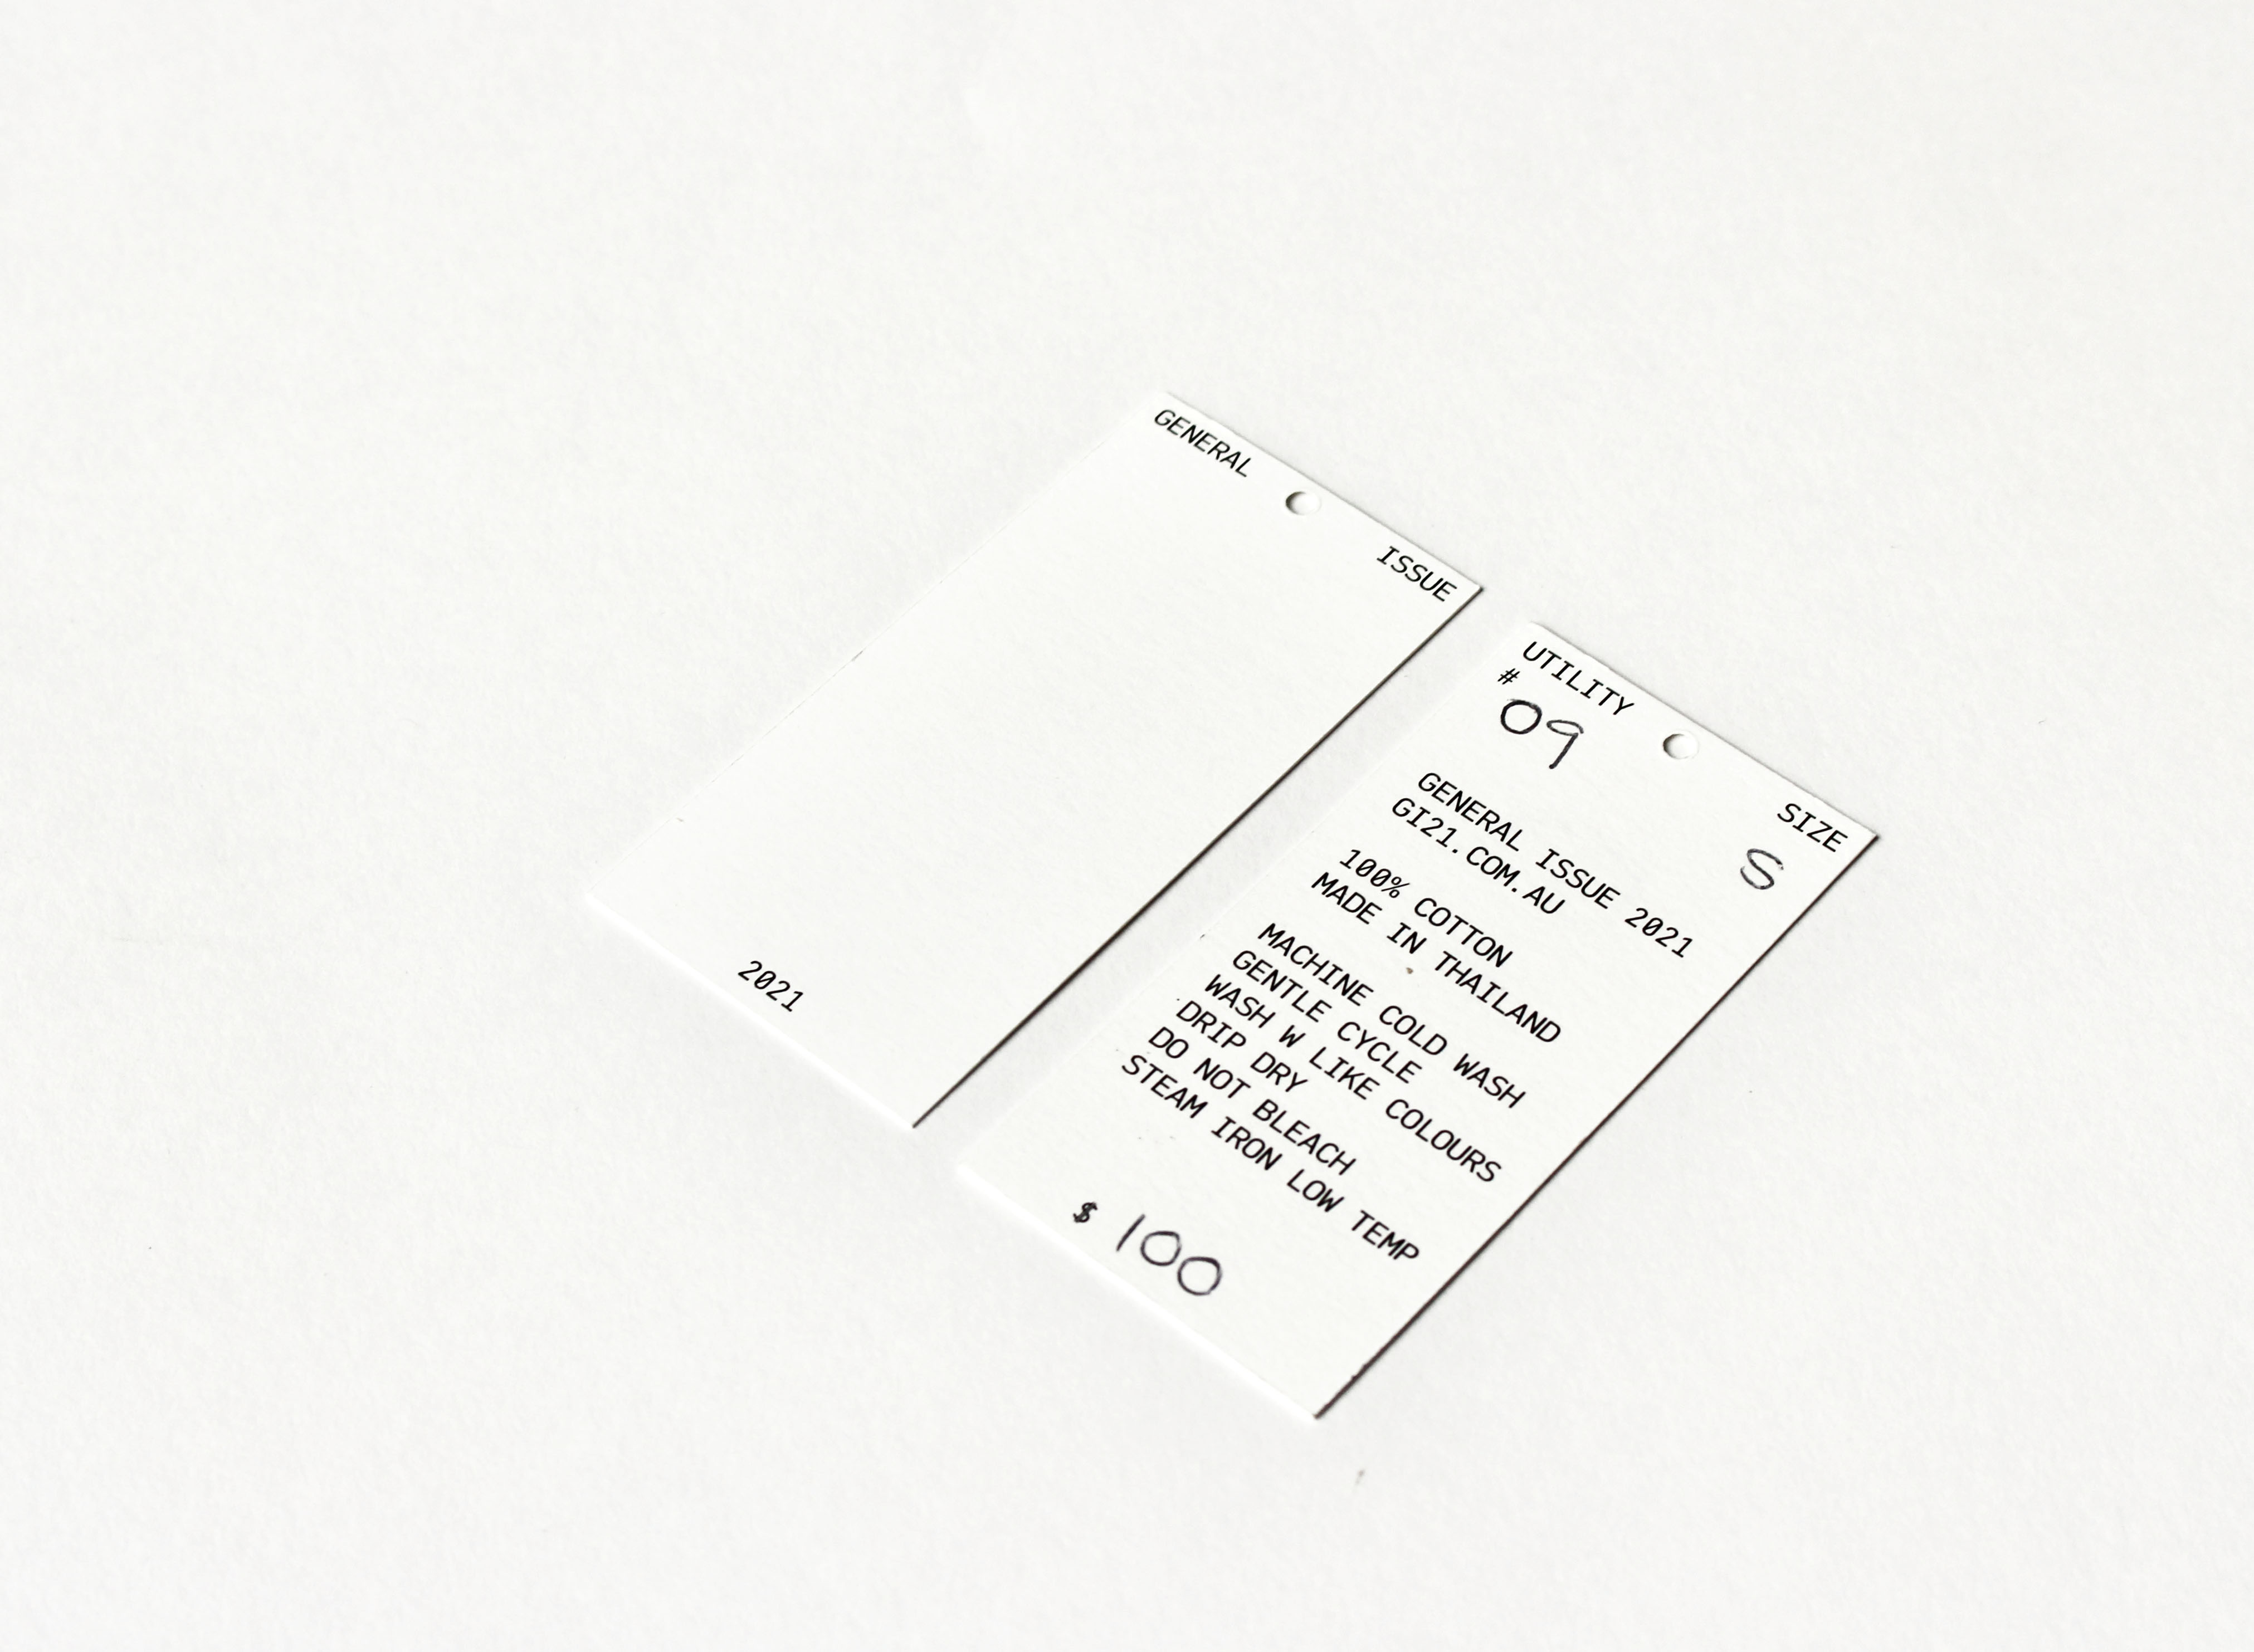 GENERAL ISSUE
2021
UTILITY SIZE
# S
09
GENERAL ISSUE 2021
GI21.COM.AU
100% COTTON
MADE IN THAILAND
MACHINE COLD WASH
GENTLE CYCLE
WASH W LIKE COLOURS
DRIP DRY
DO NOT BLEACH
STEAM IRON LOW TEMP
$ 100